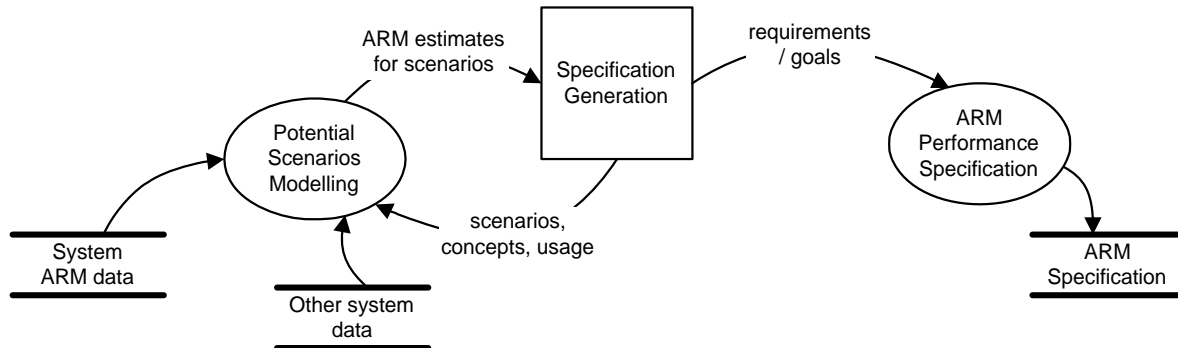 ARM estimates
for scenarios
Specification
Generation
requirements
/ goals
Potential
Scenarios
Modelling
ARM
Performance
Specification
scenarios,
concepts, usage
System
ARM data
Other system
data
ARM
Specification